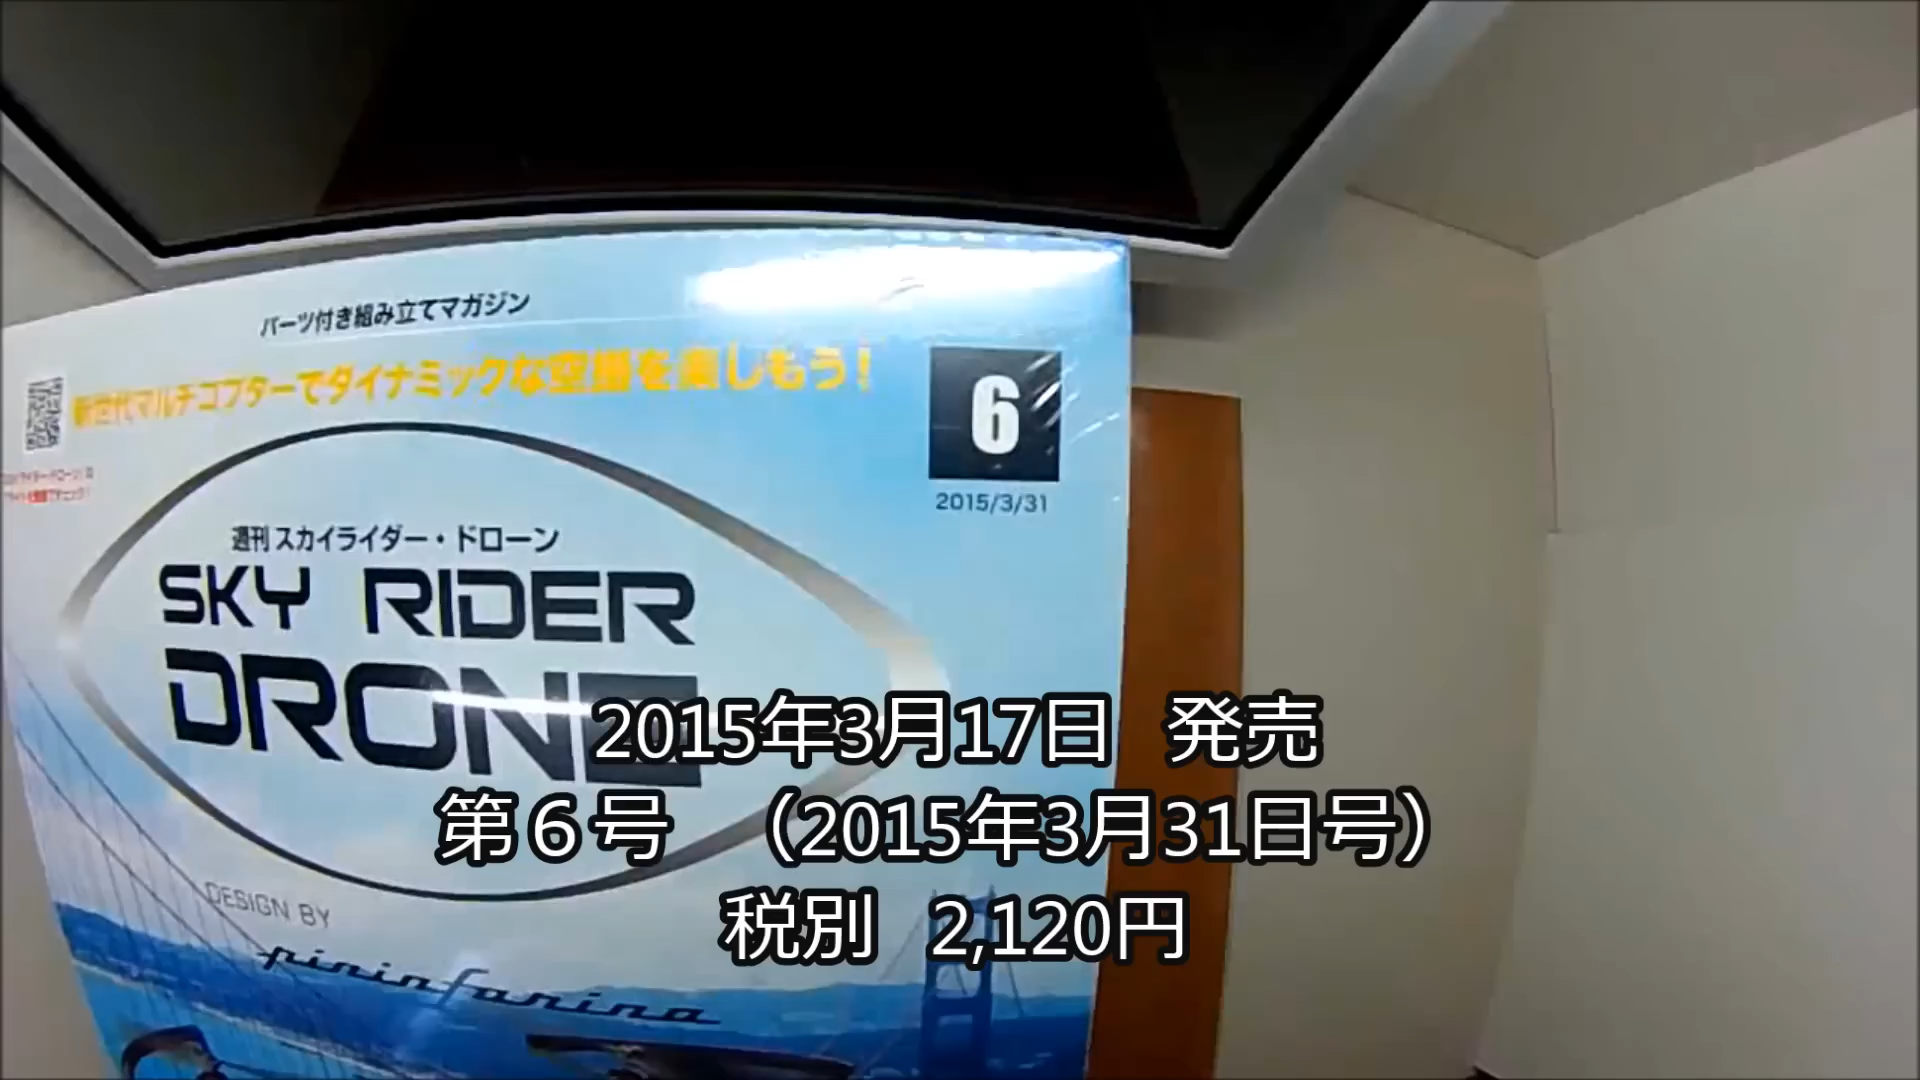 パーツ付き組み立てマガジン
新世代マルチコプターでダイナミックな空撮を楽しもう!
6
2015/3/31
週刊 スカイライダー・ドローン
SKY RIDER
DRONE
DESIGN BY
pininfarina
2015年3月17日 発売
第6号 (2015年3月31日号)
税別 2,120円